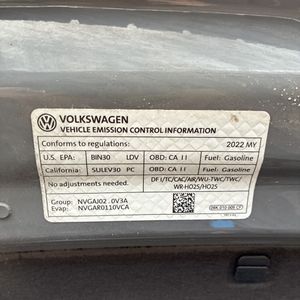 VOLKSWAGEN
VEHICLE EMISSION CONTROL INFORMATION
Conforms to regulations: 2022 MY
U.S. EPA: BIN30 LDV OBD: CA II Fuel: Gasoline
California: SULEV30 PC OBD: CA II Fuel: Gasoline
No adjustments needed. DFI/TC/CAC/AIR/WU-TWC/TWC/
WR-HO2S/HO2S
Group: NVGAJ02.0V3A
Evap: NVGAR0110VCA